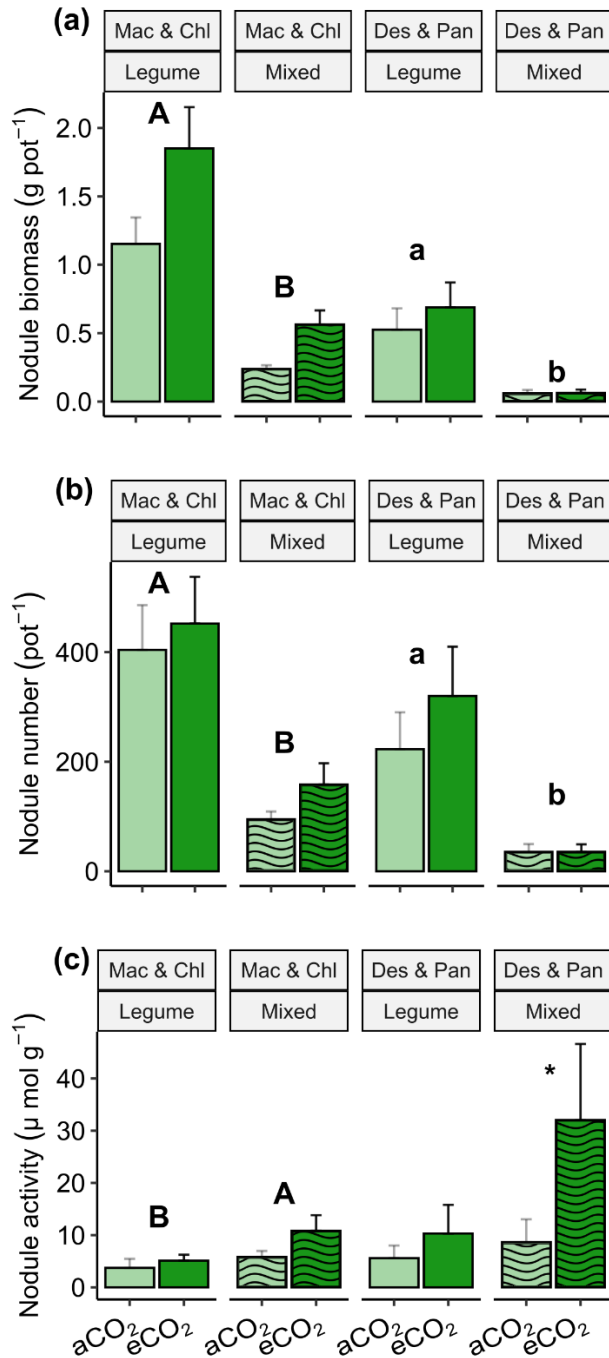 (a)
Mac & Chl Mac & Chl Des & Pan Des & Pan
Legume Mixed Legume Mixed
Nodule biomass (g pot⁻¹)
2.0
1.5
1.0
0.5
0.0
A
B
a
b
(b)
Mac & Chl Mac & Chl Des & Pan Des & Pan
Legume Mixed Legume Mixed
Nodule number (pot⁻¹)
400
200
0
A
B
a
b
(c)
Mac & Chl Mac & Chl Des & Pan Des & Pan
Legume Mixed Legume Mixed
Nodule activity (μ mol g⁻¹)
40
30
20
10
0
B
A
*
aCO₂ eCO₂ aCO₂ eCO₂ aCO₂ eCO₂ aCO₂ eCO₂